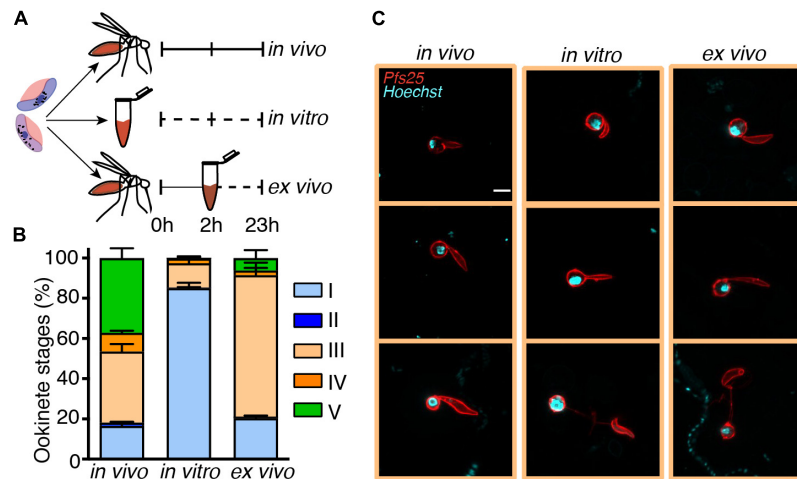 A
in vivo
in vitro
ex vivo
0h 2h 23h
B
Ookinete stages (%)
100
80
60
40
20
0
in vivo in vitro ex vivo
I
II
III
IV
V
C
in vivo in vitro ex vivo
Pfs25
Hoechst